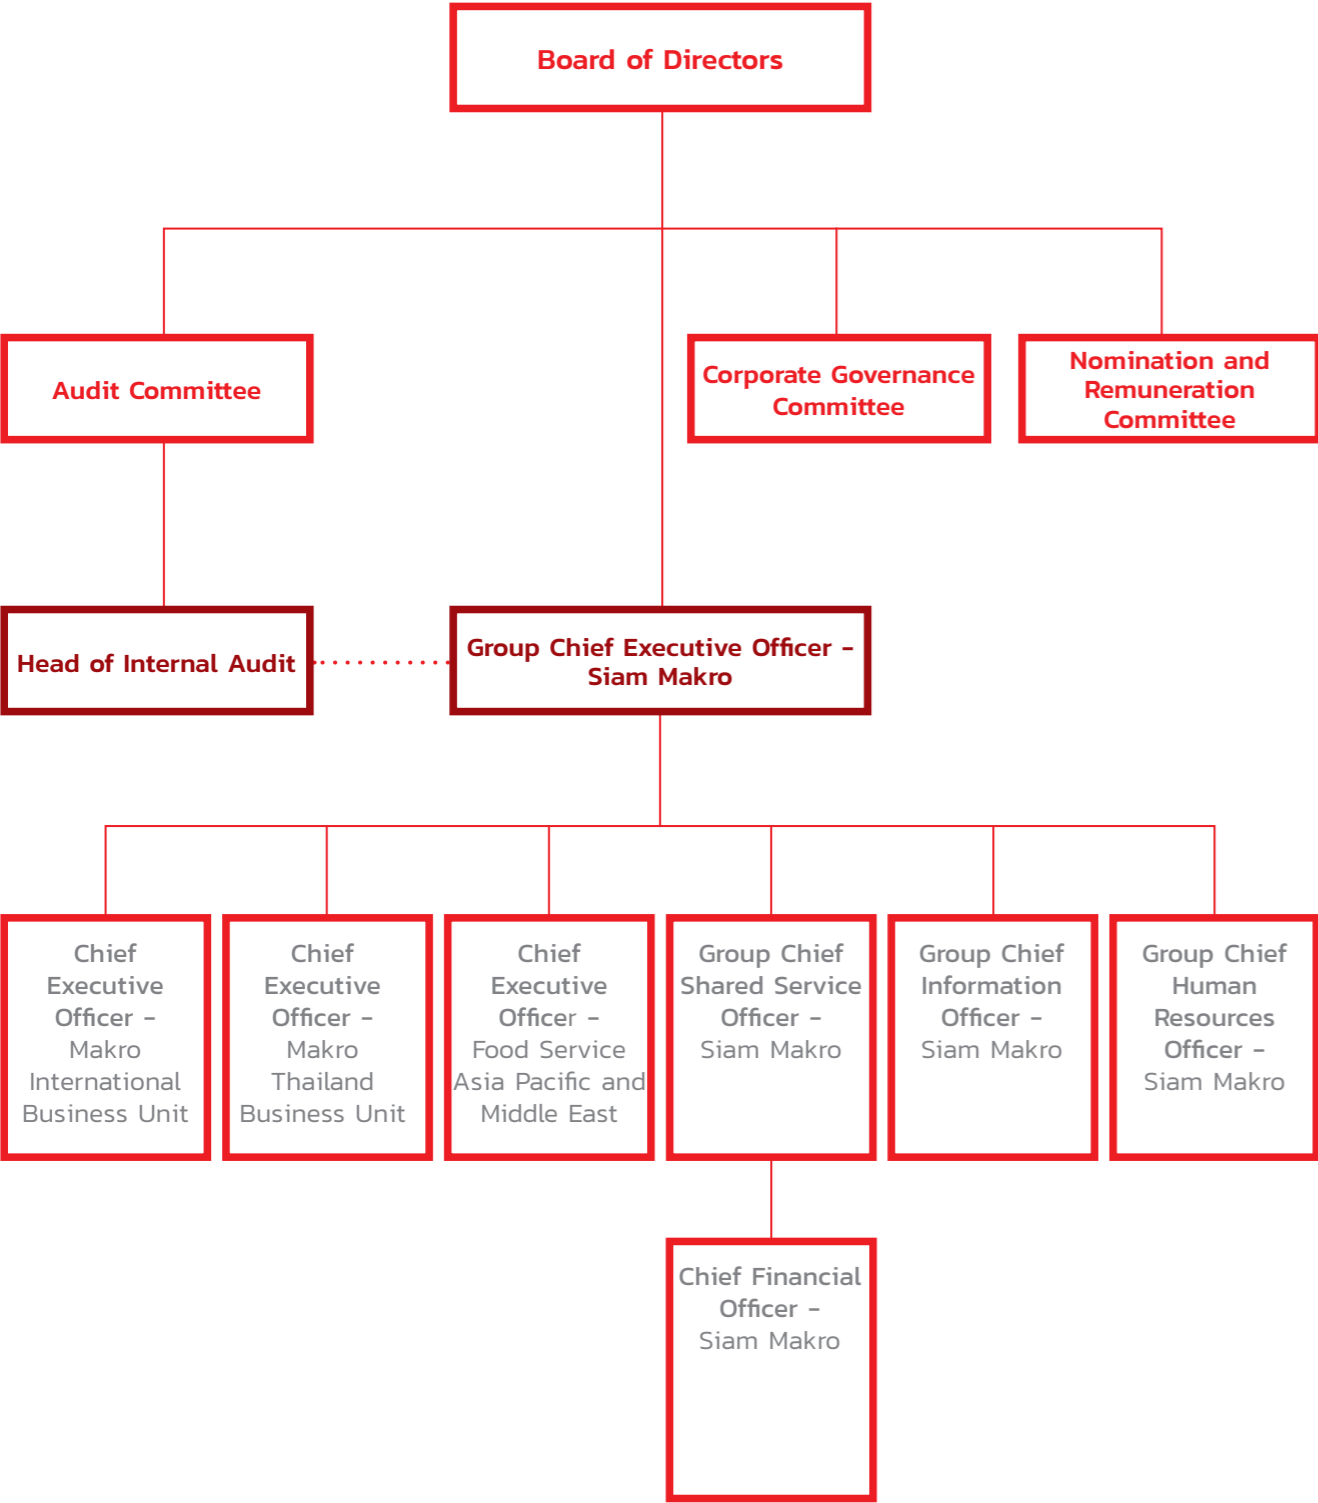 Board of Directors
Audit Committee
Corporate Governance
Committee
Nomination and
Remuneration
Committee
Head of Internal Audit
Group Chief Executive Officer –
Siam Makro
Chief
Executive
Officer –
Makro
International
Business Unit
Chief
Executive
Officer –
Makro
Thailand
Business Unit
Chief
Executive
Officer –
Food Service
Asia Pacific and
Middle East
Group Chief
Shared Service
Officer –
Siam Makro
Group Chief
Information
Officer –
Siam Makro
Group Chief
Human
Resources
Officer –
Siam Makro
Chief Financial
Officer –
Siam Makro